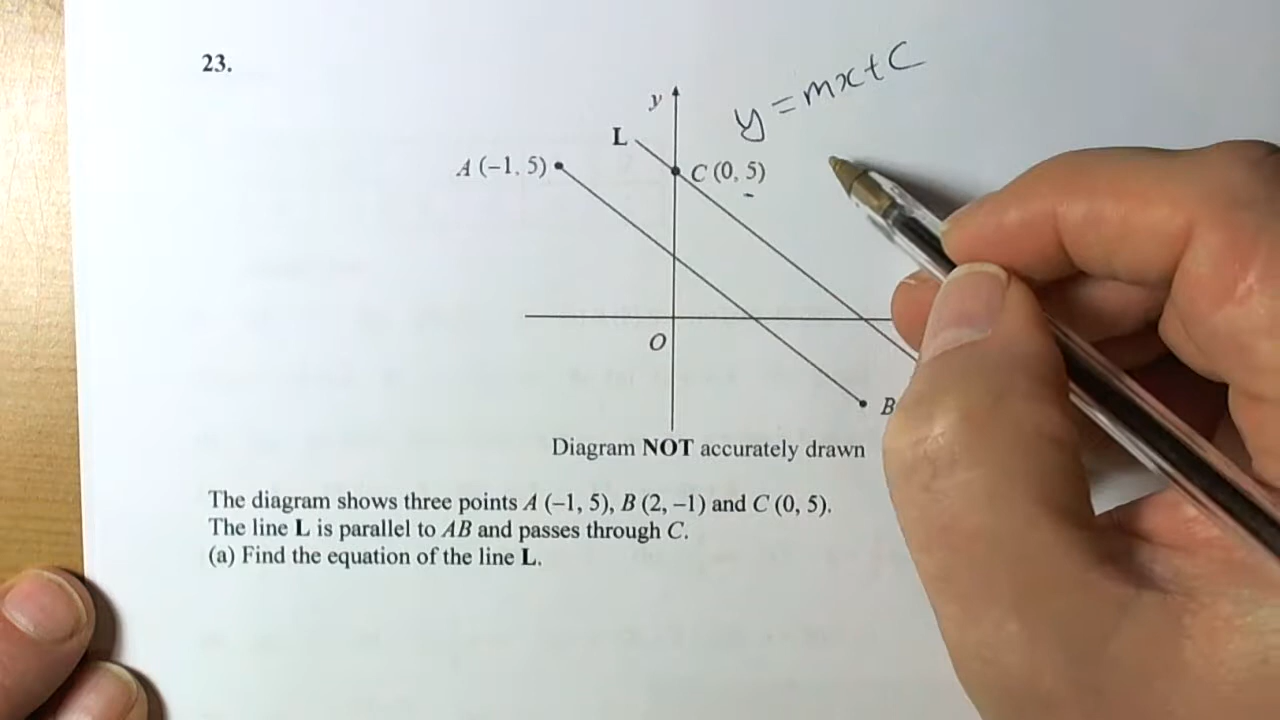 23.
y
y = mx + C
L
A (−1, 5)
C (0, 5)
O
B
Diagram NOT accurately drawn
The diagram shows three points A (−1, 5), B (2, −1) and C (0, 5).
The line L is parallel to AB and passes through C.
(a) Find the equation of the line L.